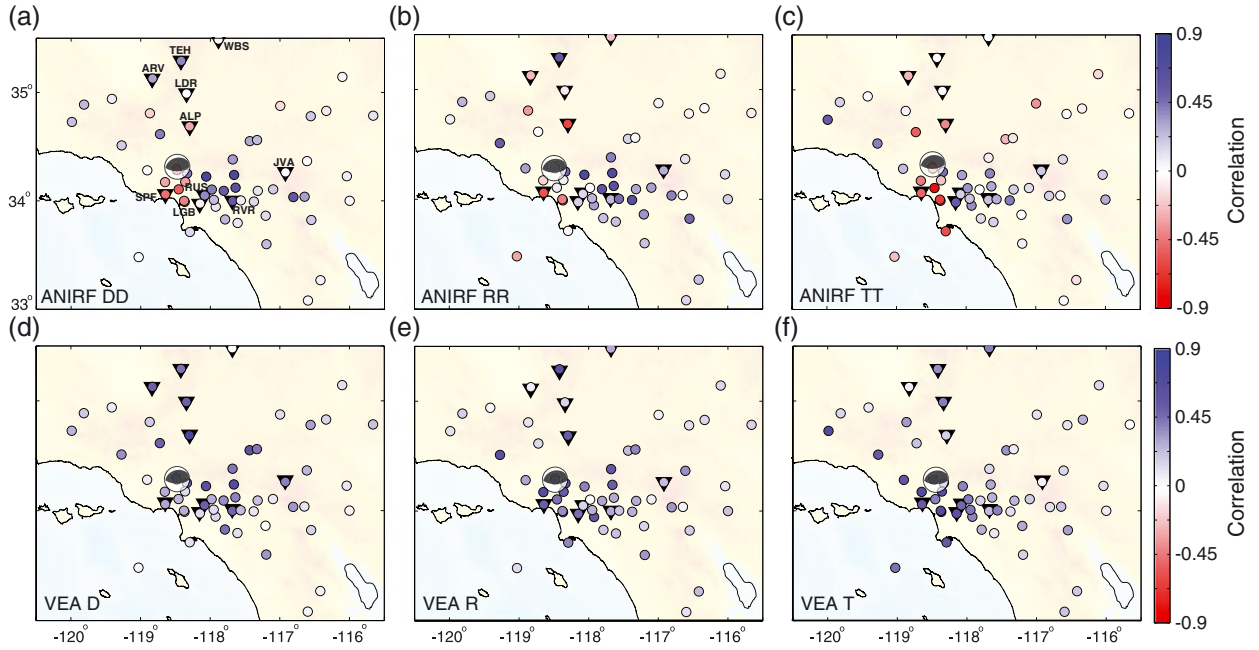 (a)
(b)
(c)
WBS
TEH
ARV
LDR
ALP
JVA
RUS
SPF
LGB
RVR
35°
34°
33°
ANIRF DD
ANIRF RR
ANIRF TT
0.9
0.45
0
-0.45
-0.9
Correlation
(d)
(e)
(f)
VEA D
VEA R
VEA T
0.9
0.45
0
-0.45
-0.9
Correlation
-120° -119° -118° -117° -116°
-120° -119° -118° -117° -116°
-120° -119° -118° -117° -116°